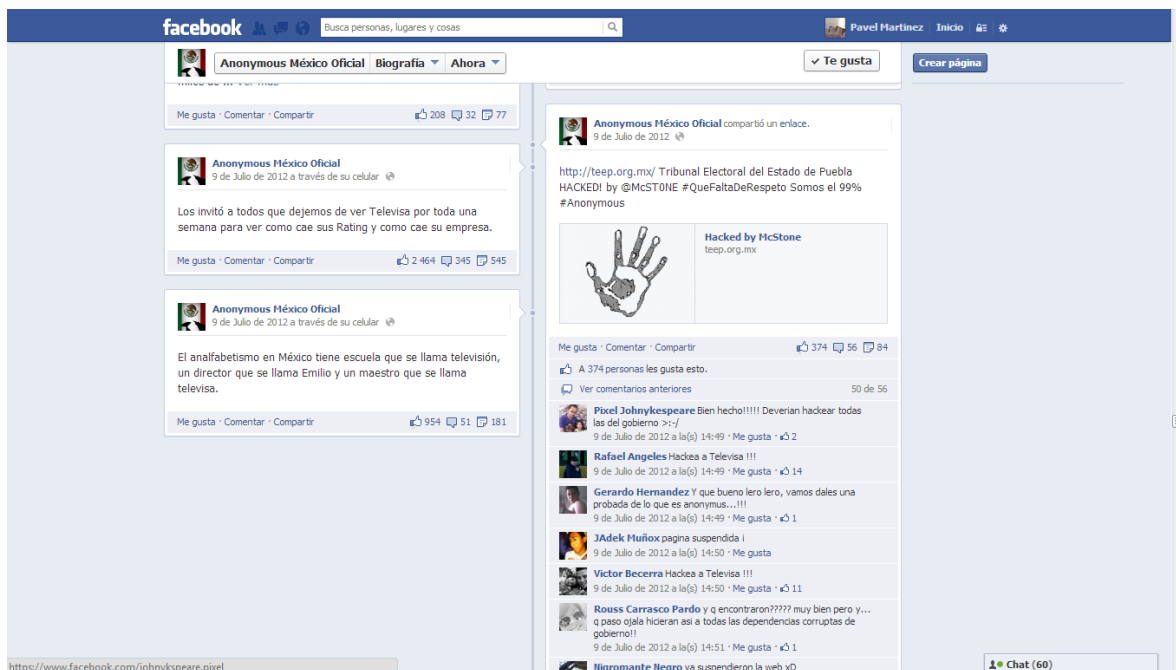 facebook
Busca personas, lugares y cosas
Pavel Martinez Inicio
Anonymous México Oficial Biografía Ahora
Te gusta
Crear página
Ver más
Me gusta · Comentar · Compartir 208 32 77
Anonymous México Oficial
9 de Julio de 2012 a través de su celular
Los invitó a todos que dejemos de ver Televisa por toda una
semana para ver como cae sus Rating y como cae su empresa.
Me gusta · Comentar · Compartir 2 464 345 545
Anonymous México Oficial
9 de Julio de 2012 a través de su celular
El analfabetismo en México tiene escuela que se llama televisión,
un director que se llama Emilio y un maestro que se llama
televisa.
Me gusta · Comentar · Compartir 954 51 181
Anonymous México Oficial compartió un enlace.
9 de Julio de 2012
http://teep.org.mx/ Tribunal Electoral del Estado de Puebla
HACKED! by @McST0NE #QueFaltaDeRespeto Somos el 99%
#Anonymous
Hacked by McStone
teep.org.mx
Me gusta · Comentar · Compartir 374 56 84
A 374 personas les gusta esto.
Ver comentarios anteriores 50 de 56
Pixel Johnykespeare Bien hecho!!!!! Deverian hackear todas
las del gobierno >:-/
9 de Julio de 2012 a la(s) 14:49 · Me gusta · 2
Rafael Angeles Hackea a Televisa !!!
9 de Julio de 2012 a la(s) 14:49 · Me gusta · 14
Gerardo Hernandez Y que bueno lero lero, vamos dales una
probada de lo que es anonymus...!!!
9 de Julio de 2012 a la(s) 14:49 · Me gusta · 1
JAdek Muñox pagina suspendida ¡
9 de Julio de 2012 a la(s) 14:50 · Me gusta
Victor Becerra Hackea a Televisa !!!
9 de Julio de 2012 a la(s) 14:50 · Me gusta · 11
Rouss Carrasco Pardo y q encontraron????? muy bien pero y...
q paso ojala hicieran asi a todas las dependencias corruptas de
gobierno!!
9 de Julio de 2012 a la(s) 14:51 · Me gusta · 1
Nigromante Negro ya suspendieron la web xD
https://www.facebook.com/johnykspeare.pixel
Chat (60)